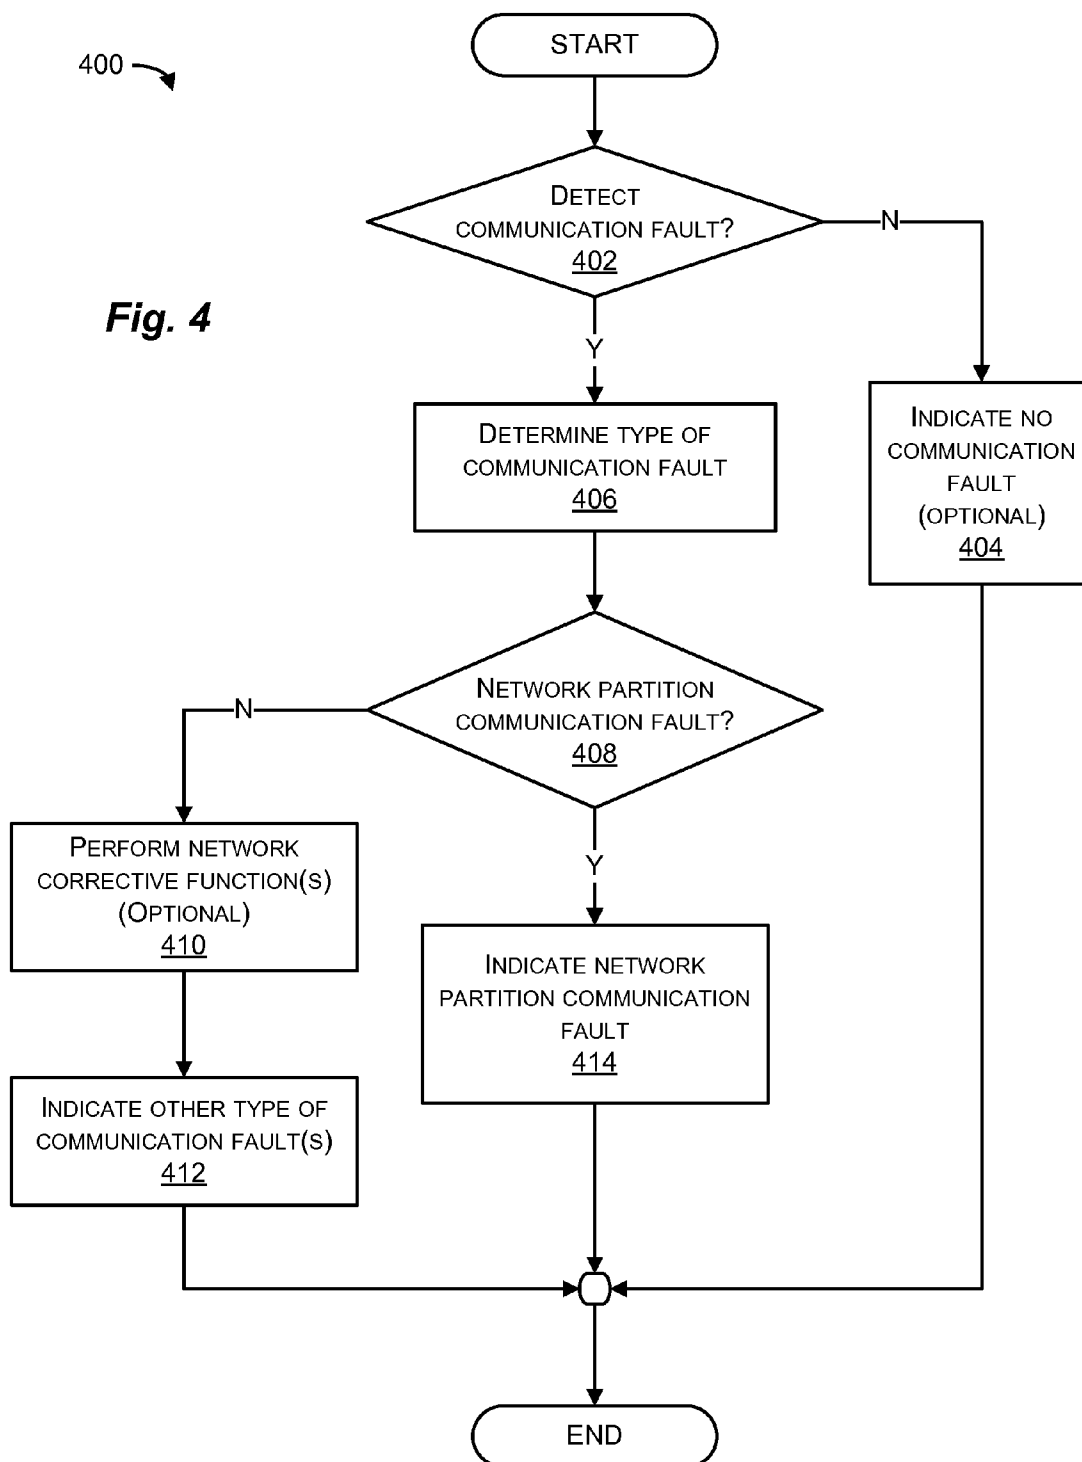 START
400
DETECT
COMMUNICATION FAULT?
402
N
Fig. 4
Y
DETERMINE TYPE OF
COMMUNICATION FAULT
406
INDICATE NO
COMMUNICATION
FAULT
(OPTIONAL)
404
NETWORK PARTITION
COMMUNICATION FAULT?
408
N
PERFORM NETWORK
CORRECTIVE FUNCTION(S)
(OPTIONAL)
410
Y
INDICATE NETWORK
PARTITION COMMUNICATION
FAULT
414
INDICATE OTHER TYPE OF
COMMUNICATION FAULT(S)
412
END